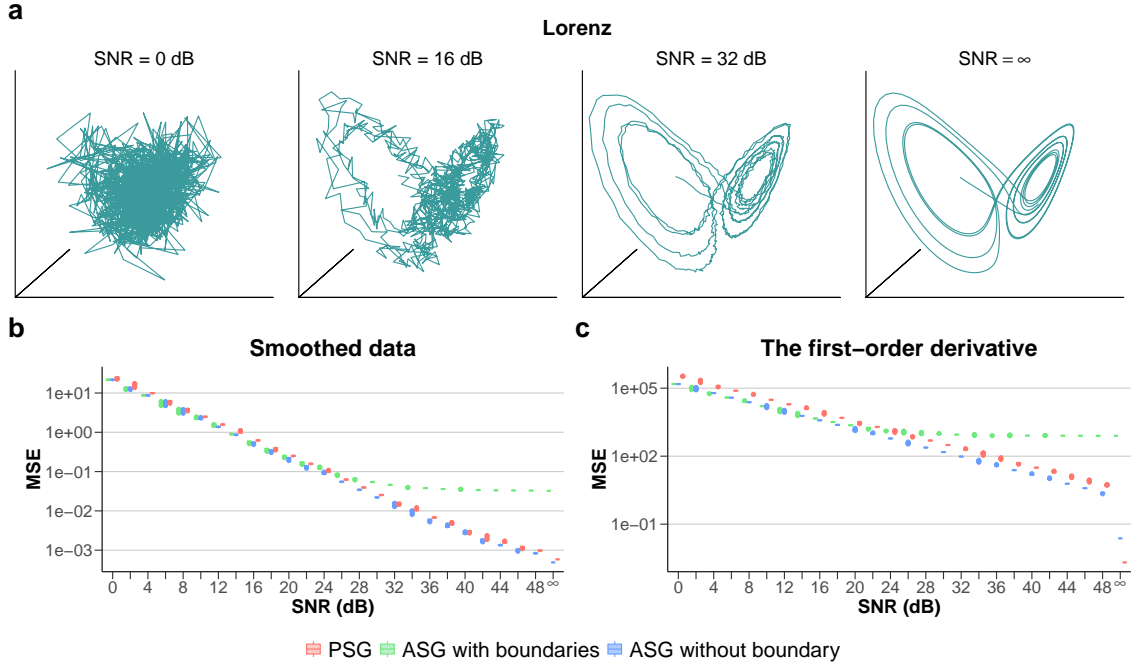 a
Lorenz
SNR = 0 dB
SNR = 16 dB
SNR = 32 dB
SNR = ∞
b
Smoothed data
MSE
1e+01
1e+00
1e−01
1e−02
1e−03
0 4 8 12 16 20 24 28 32 36 40 44 48 ∞
SNR (dB)
c
The first−order derivative
MSE
1e+05
1e+02
1e−01
0 4 8 12 16 20 24 28 32 36 40 44 48 ∞
SNR (dB)
PSG ASG with boundaries ASG without boundary